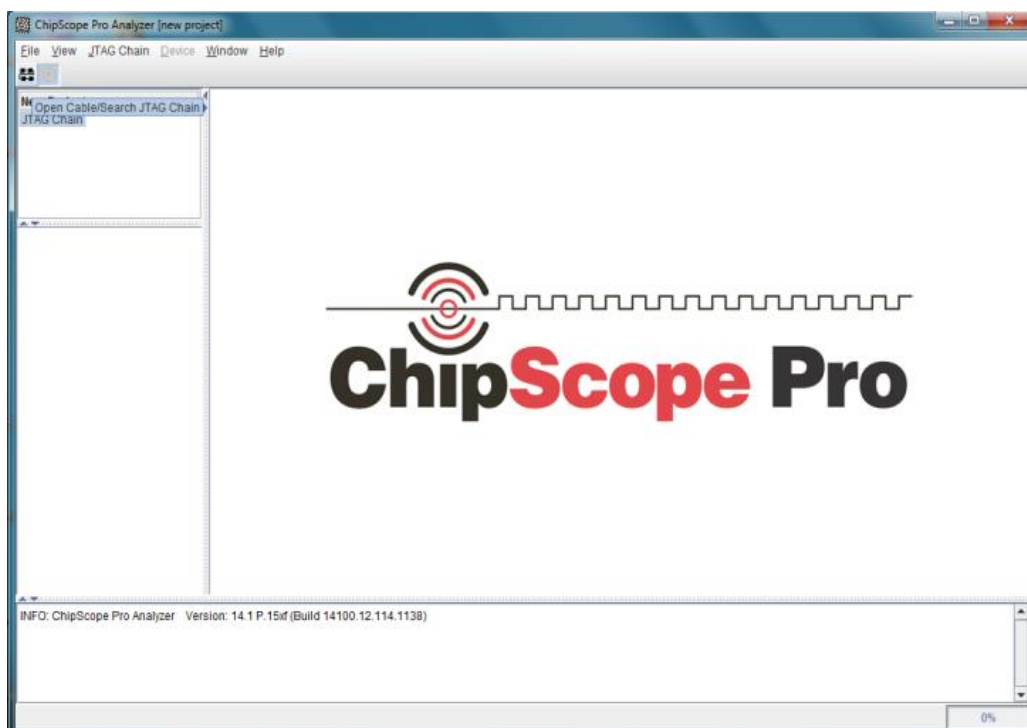 ChipScope Pro Analyzer [new project]
File View JTAG Chain Device Window Help
Open Cable/Search JTAG Chain
JTAG Chain
ChipScope Pro
INFO: ChipScope Pro Analyzer Version: 14.1 P.15xf (Build 14100.12.114.1138)
0%